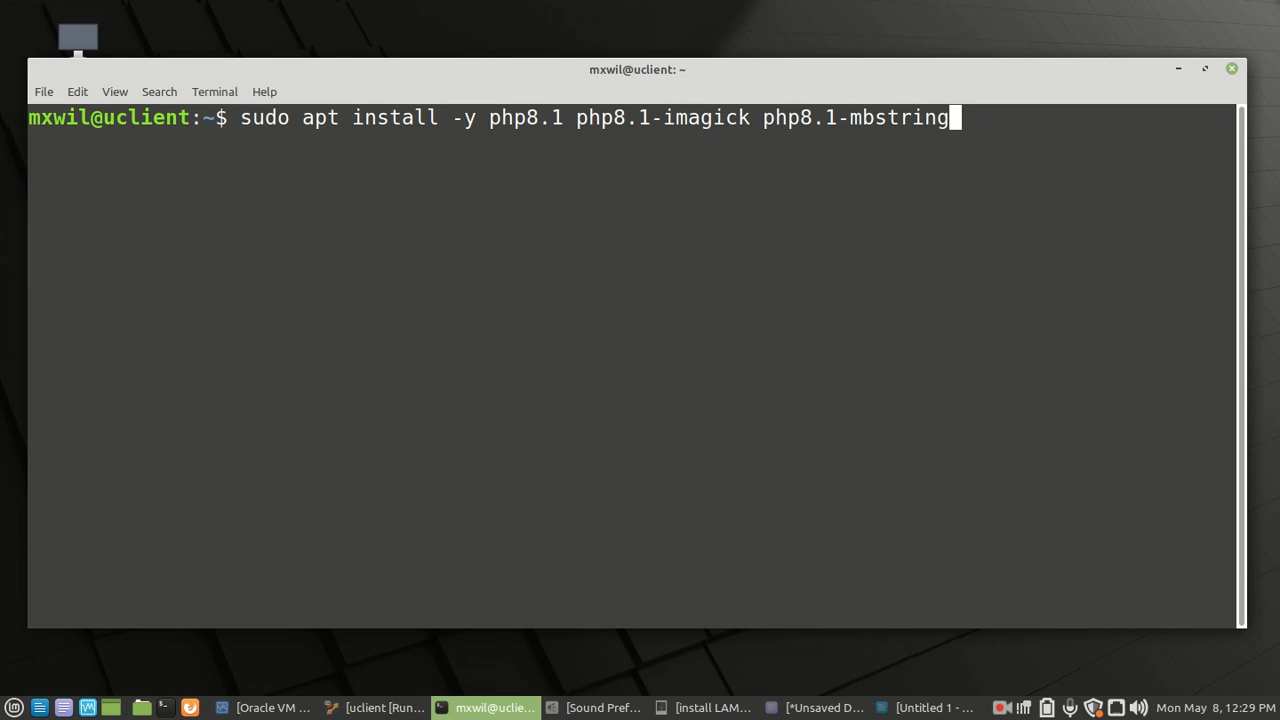 mxwil@uclient: ~
File Edit View Search Terminal Help
mxwil@uclient:~$ sudo apt install -y php8.1 php8.1-imagick php8.1-mbstring
[Oracle VM ... [uclient [Run... mxwil@uclie... [Sound Pref... [install LAM... [*Unsaved D... [Untitled 1 - ... Mon May 8, 12:29 PM